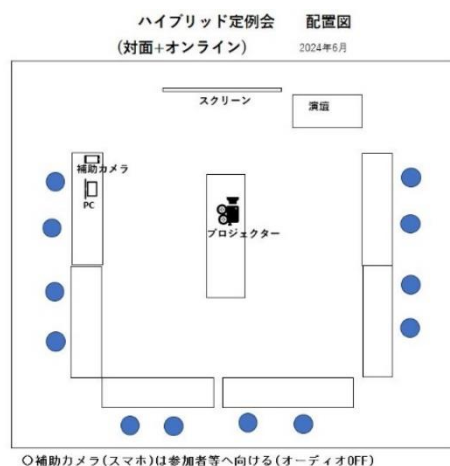 ハイブリッド定例会 配置図
(対面+オンライン) 2024年6月
スクリーン
演壇
補助カメラ
PC
プロジェクター
○補助カメラ(スマホ)は参加者等へ向ける(オーディオOFF)